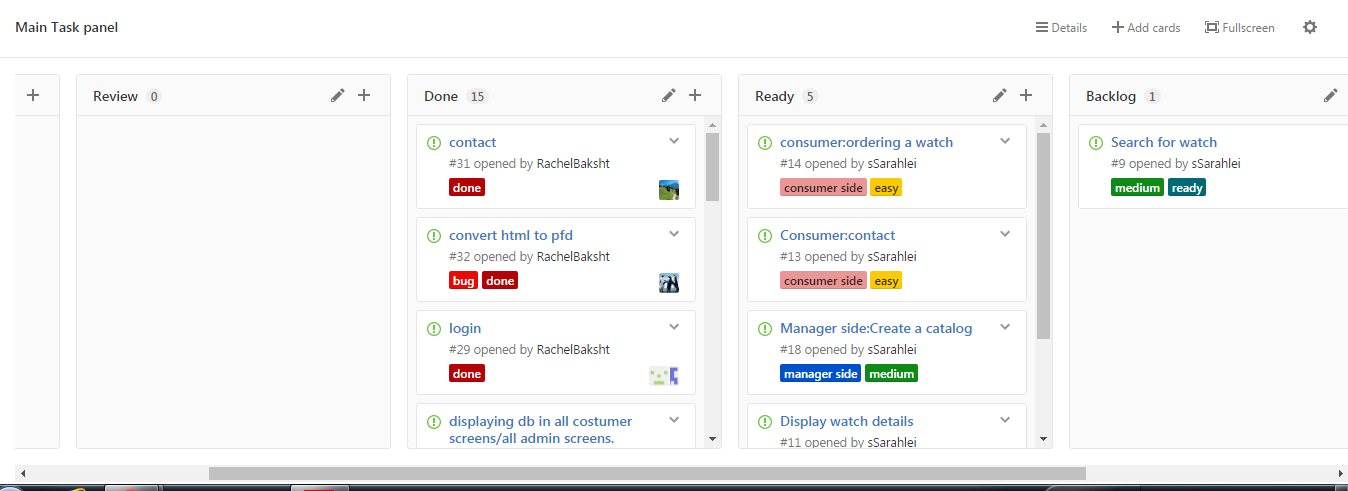 Main Task panel
Details
Add cards
Fullscreen
Review 0
Done 15
contact
#31 opened by RachelBaksht
done
convert html to pfd
#32 opened by RachelBaksht
bug done
login
#29 opened by RachelBaksht
done
displaying db in all costumer
screens/all admin screens.
Ready 5
consumer:ordering a watch
#14 opened by sSarahlei
consumer side easy
Consumer:contact
#13 opened by sSarahlei
consumer side easy
Manager side:Create a catalog
#18 opened by sSarahlei
manager side medium
Display watch details
#11 opened by sSarahlei
Backlog 1
Search for watch
#9 opened by sSarahlei
medium ready